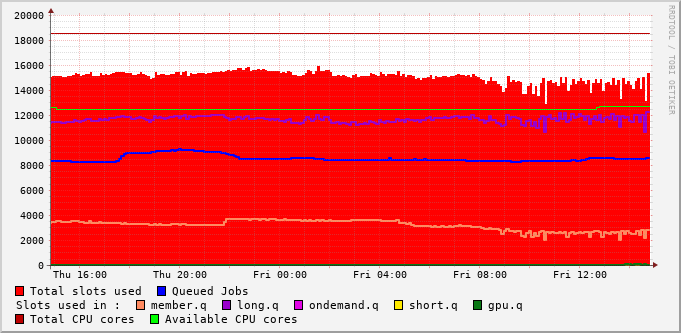 20000
18000
16000
14000
12000
10000
8000
6000
4000
2000
0
Thu 16:00 Thu 20:00 Fri 00:00 Fri 04:00 Fri 08:00 Fri 12:00
RRDTOOL / TOBI OETIKER
Total slots used Queued Jobs
Slots used in : member.q long.q ondemand.q short.q gpu.q
Total CPU cores Available CPU cores